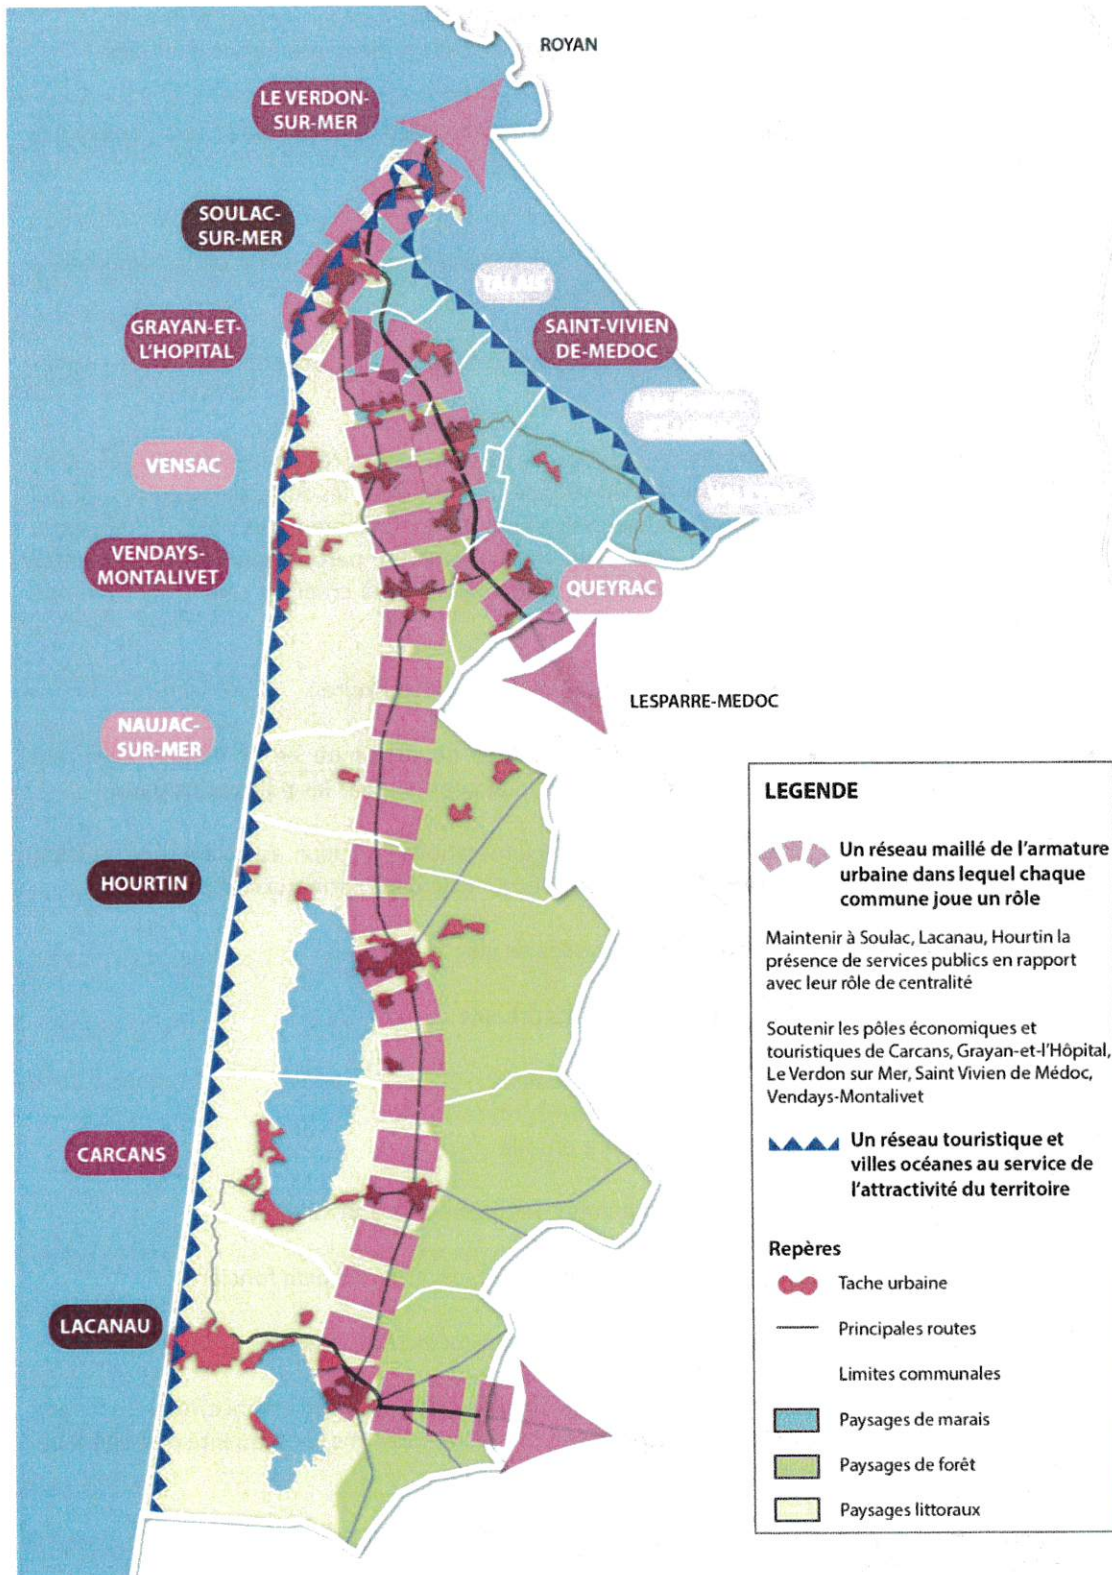 ROYAN
LE VERDON-
SUR-MER
SOULAC-
SUR-MER
TALAIS
GRAYAN-ET-
L'HOPITAL
SAINT-VIVIEN
DE-MEDOC
VENSAC
VENDAYS-
MONTALIVET
QUEYRAC
LESPARRE-MEDOC
NAUJAC-
SUR-MER
HOURTIN
CARCANS
LACANAU
LEGENDE
Un réseau maillé de l'armature
urbaine dans lequel chaque
commune joue un rôle
Maintenir à Soulac, Lacanau, Hourtin la
présence de services publics en rapport
avec leur rôle de centralité
Soutenir les pôles économiques et
touristiques de Carcans, Grayan-et-l'Hôpital,
Le Verdon sur Mer, Saint Vivien de Médoc,
Vendays-Montalivet
Un réseau touristique et
villes océanes au service de
l'attractivité du territoire
Repères
Tache urbaine
Principales routes
Limites communales
Paysages de marais
Paysages de forêt
Paysages littoraux